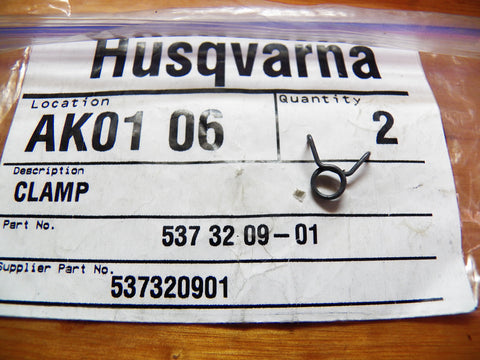 Husqvarna
Location
Quantity
AK01 06
2
Description
CLAMP
Part No.
537 32 09-01
Supplier Part No.
537320901